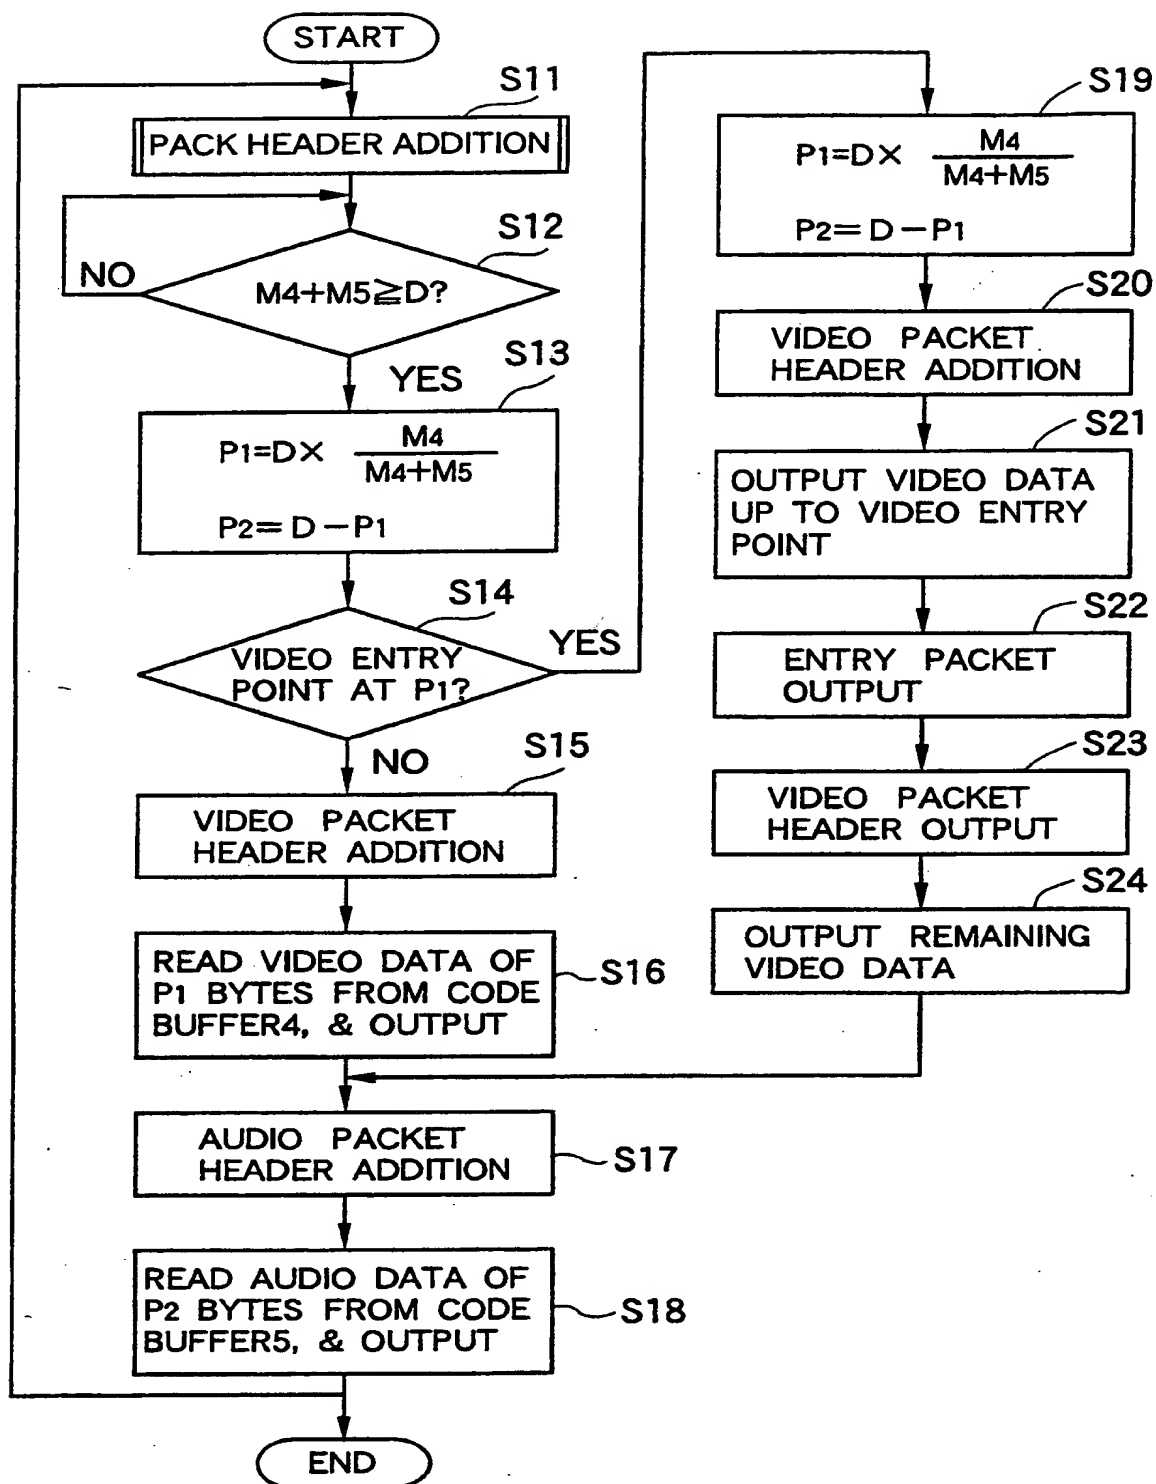 START
S11
PACK HEADER ADDITION
S12
NO
M4+M5≧D?
YES
S13
P1=D× M4
M4+M5
P2=D-P1
S14
VIDEO ENTRY
POINT AT P1?
YES
NO
S15
VIDEO PACKET
HEADER ADDITION
READ VIDEO DATA OF
P1 BYTES FROM CODE
BUFFER4, & OUTPUT
S16
AUDIO PACKET
HEADER ADDITION
S17
READ AUDIO DATA OF
P2 BYTES FROM CODE
BUFFER5, & OUTPUT
S18
END
S19
P1=D× M4
M4+M5
P2=D-P1
S20
VIDEO PACKET
HEADER ADDITION
S21
OUTPUT VIDEO DATA
UP TO VIDEO ENTRY
POINT
S22
ENTRY PACKET
OUTPUT
S23
VIDEO PACKET
HEADER OUTPUT
S24
OUTPUT REMAINING
VIDEO DATA